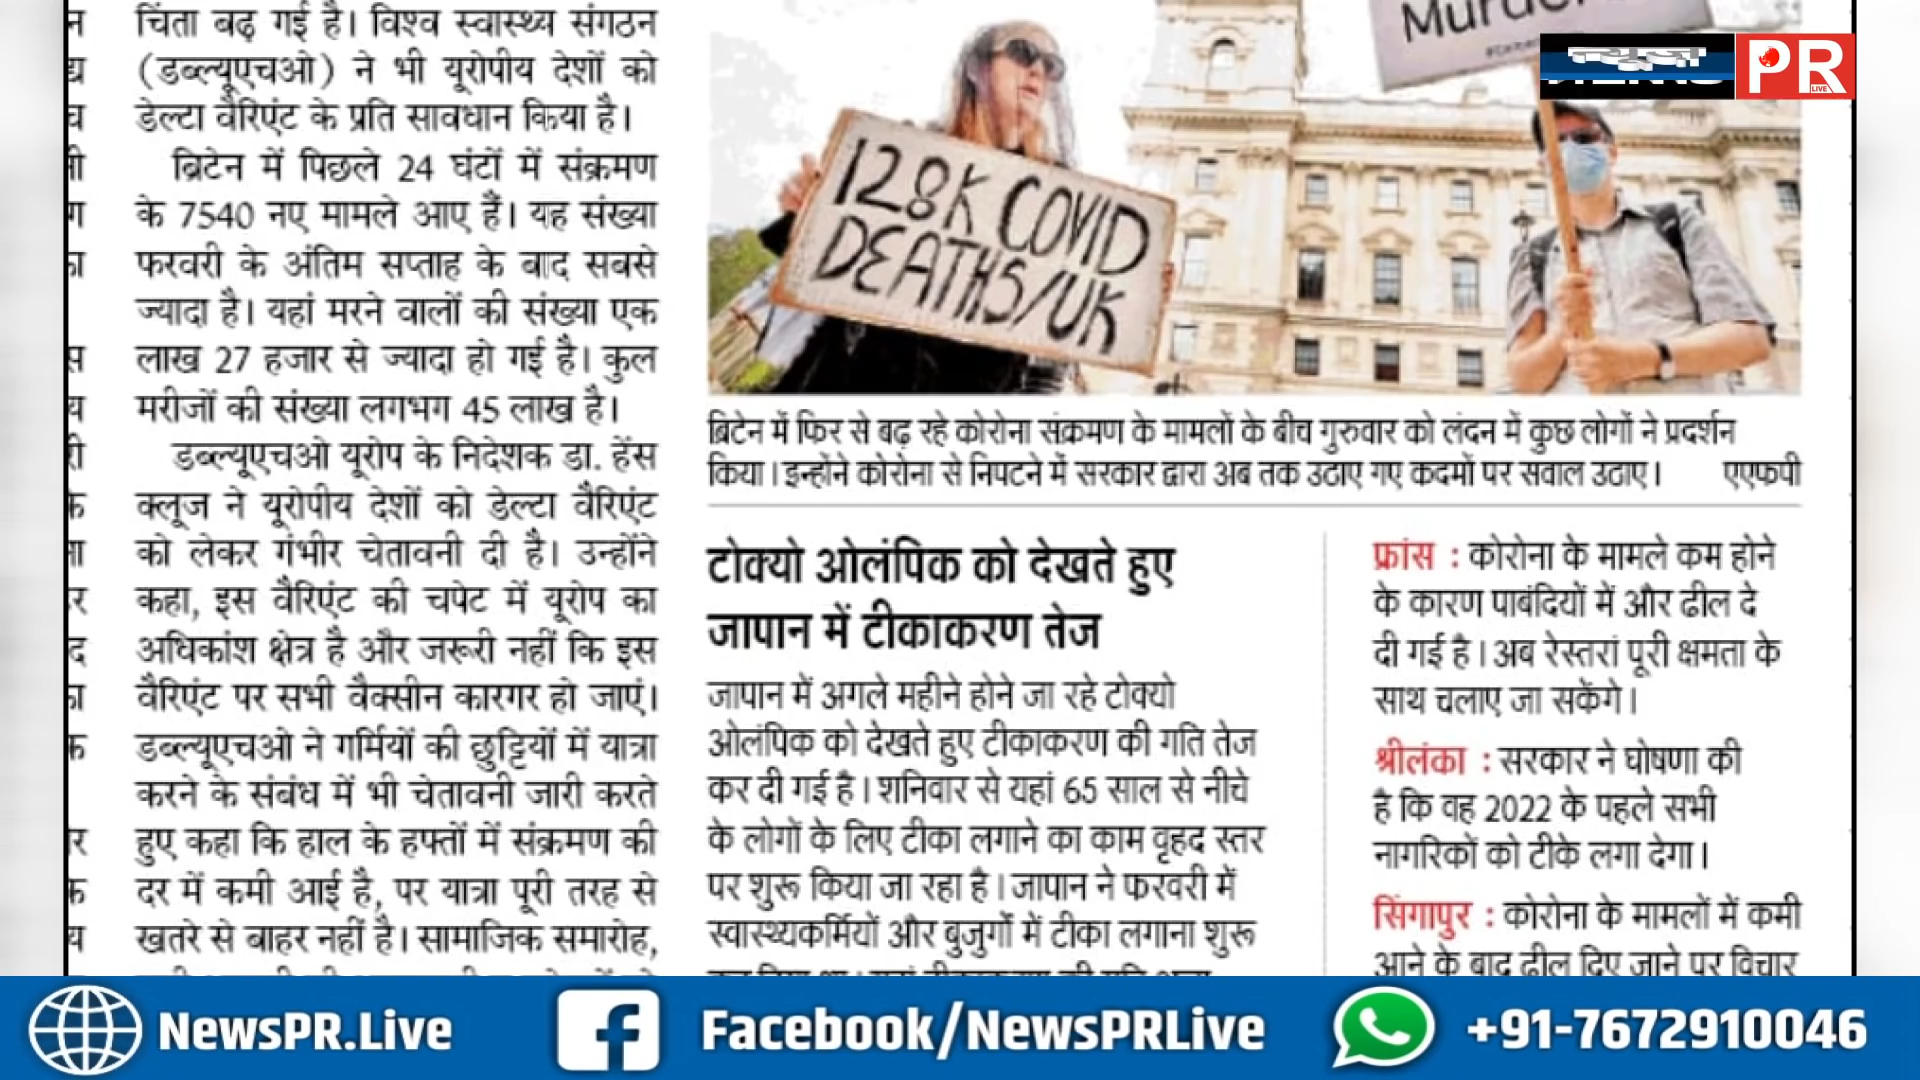 चिंता बढ़ गई है। विश्व स्वास्थ्य संगठन
(डब्ल्यूएचओ) ने भी यूरोपीय देशों को
डेल्टा वैरिएंट के प्रति सावधान किया है।
ब्रिटेन में पिछले 24 घंटों में संक्रमण
के 7540 नए मामले आए हैं। यह संख्या
फरवरी के अंतिम सप्ताह के बाद सबसे
ज्यादा है। यहां मरने वालों की संख्या एक
लाख 27 हजार से ज्यादा हो गई है। कुल
मरीजों की संख्या लगभग 45 लाख है।
डब्ल्यूएचओ यूरोप के निदेशक डा. हेंस
क्लूज ने यूरोपीय देशों को डेल्टा वैरिएंट
को लेकर गंभीर चेतावनी दी है। उन्होंने
कहा, इस वैरिएंट की चपेट में यूरोप का
अधिकांश क्षेत्र है और जरूरी नहीं कि इस
वैरिएंट पर सभी वैक्सीन कारगर हो जाएं।
डब्ल्यूएचओ ने गर्मियों की छुट्टियों में यात्रा
करने के संबंध में भी चेतावनी जारी करते
हुए कहा कि हाल के हफ्तों में संक्रमण की
दर में कमी आई है, पर यात्रा पूरी तरह से
खतरे से बाहर नहीं है। सामाजिक समारोह,
128K COVID
DEATHS/UK
न्यूज़
PR
LIVE
ब्रिटेन में फिर से बढ़ रहे कोरोना संक्रमण के मामलों के बीच गुरुवार को लंदन में कुछ लोगों ने प्रदर्शन
किया। इन्होंने कोरोना से निपटने में सरकार द्वारा अब तक उठाए गए कदमों पर सवाल उठाए। एएफपी
टोक्यो ओलंपिक को देखते हुए
जापान में टीकाकरण तेज
जापान में अगले महीने होने जा रहे टोक्यो
ओलंपिक को देखते हुए टीकाकरण की गति तेज
कर दी गई है। शनिवार से यहां 65 साल से नीचे
के लोगों के लिए टीका लगाने का काम वृहद स्तर
पर शुरू किया जा रहा है। जापान ने फरवरी में
स्वास्थ्यकर्मियों और बुजुर्गों में टीका लगाना शुरू
फ्रांस : कोरोना के मामले कम होने
के कारण पाबंदियों में और ढील दे
दी गई है। अब रेस्तरां पूरी क्षमता के
साथ चलाए जा सकेंगे।
श्रीलंका : सरकार ने घोषणा की
है कि वह 2022 के पहले सभी
नागरिकों को टीके लगा देगा।
सिंगापुर : कोरोना के मामलों में कमी
आने के बाद ढील दिए जाने पर विचार
NewsPR.Live
Facebook/NewsPRLive
+91-7672910046